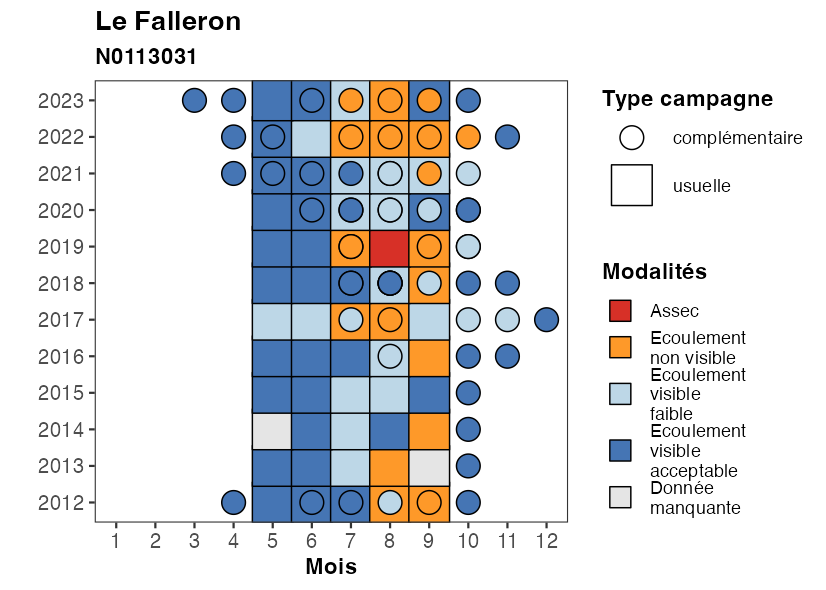 Le Falleron
N0113031
2023
2022
2021
2020
2019
2018
2017
2016
2015
2014
2013
2012
1 2 3 4 5 6 7 8 9 10 11 12
Mois
Type campagne
complémentaire
usuelle
Modalités
Assec
Ecoulement
non visible
Ecoulement
visible
faible
Ecoulement
visible
acceptable
Donnée
manquante